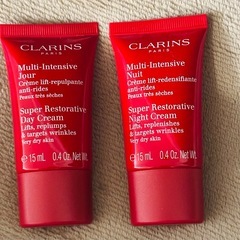 CLARINS
PARIS
Multi-Intensive
Jour
Crème lift-repulpante
anti-rides
Peaux très sèches
Super Restorative
Day Cream
Lifts, replumps
& targets wrinkles
Very dry skin
e 15 mL 0.4 Oz. Net Wt.
CLARINS
PARIS
Multi-Intensive
Nuit
Crème lift-redensifiante
anti-rides
Peaux très sèches
Super Restorative
Night Cream
Lifts, replenishes
& targets wrinkles
Very dry skin
e 15 mL 0.4 Oz. Net Wt.